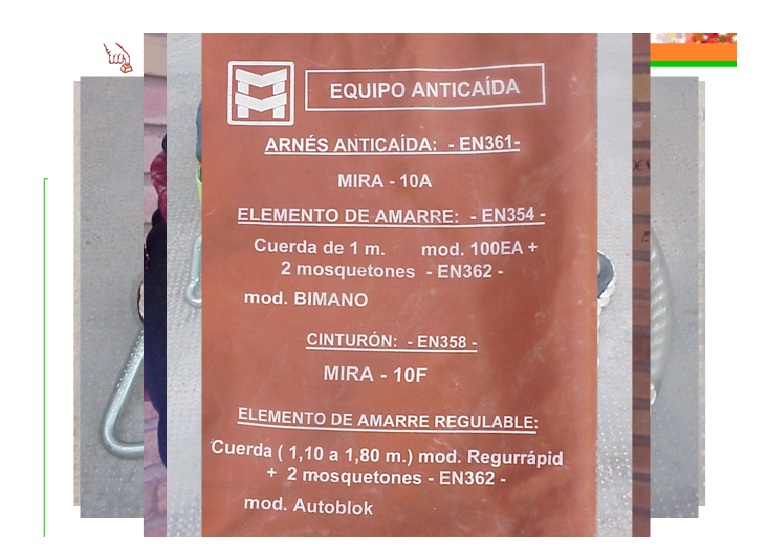 EQUIPO ANTICAÍDA
ARNÉS ANTICAÍDA: - EN361-
MIRA - 10A
ELEMENTO DE AMARRE: - EN354 -
Cuerda de 1 m. mod. 100EA +
2 mosquetones - EN362 -
mod. BIMANO
CINTURÓN: - EN358 -
MIRA - 10F
ELEMENTO DE AMARRE REGULABLE:
Cuerda ( 1,10 a 1,80 m.) mod. Regurrápid
+ 2 mosquetones - EN362 -
mod. Autoblok